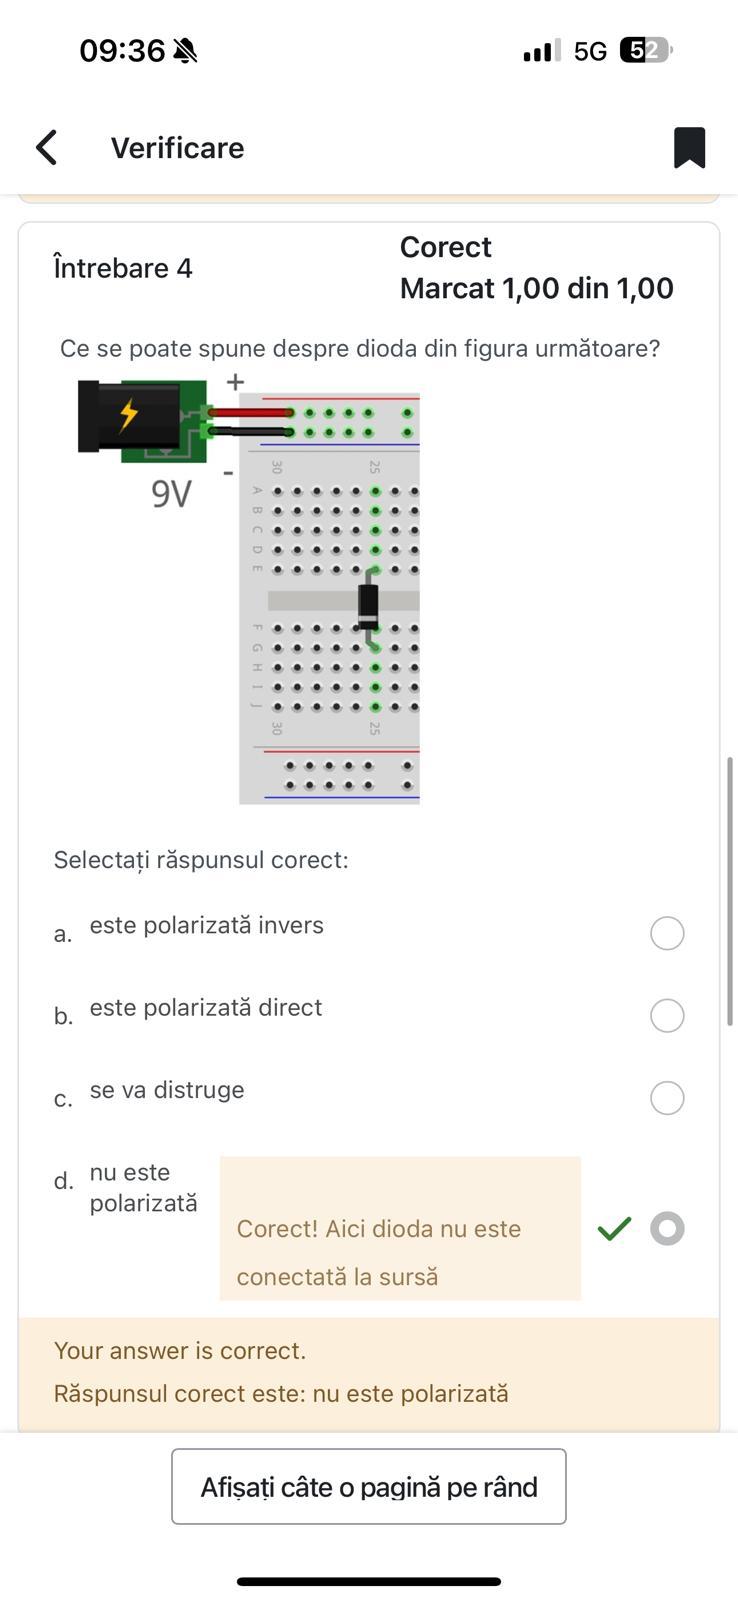 09:36 5G 52
Verificare
Întrebare 4
Corect
Marcat 1,00 din 1,00
Ce se poate spune despre dioda din figura următoare?
+
-
9V
30 25
A
B
C
D
E
F
G
H
I
J
30 25
Selectați răspunsul corect:
a. este polarizată invers
b. este polarizată direct
c. se va distruge
d. nu este
polarizată
Corect! Aici dioda nu este
conectată la sursă
Your answer is correct.
Răspunsul corect este: nu este polarizată
Afișați câte o pagină pe rând